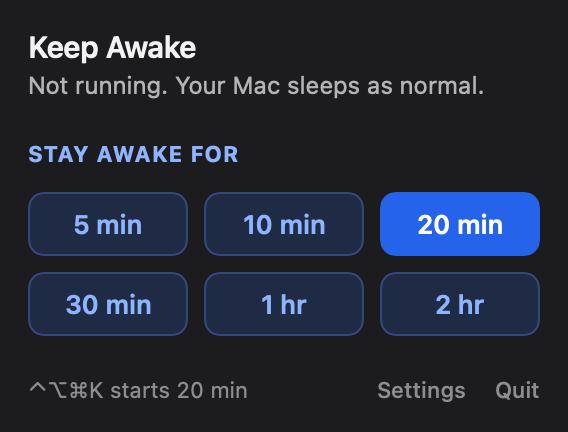 Keep Awake
Not running. Your Mac sleeps as normal.
STAY AWAKE FOR
5 min 10 min 20 min
30 min 1 hr 2 hr
^⌥⌘K starts 20 min Settings Quit